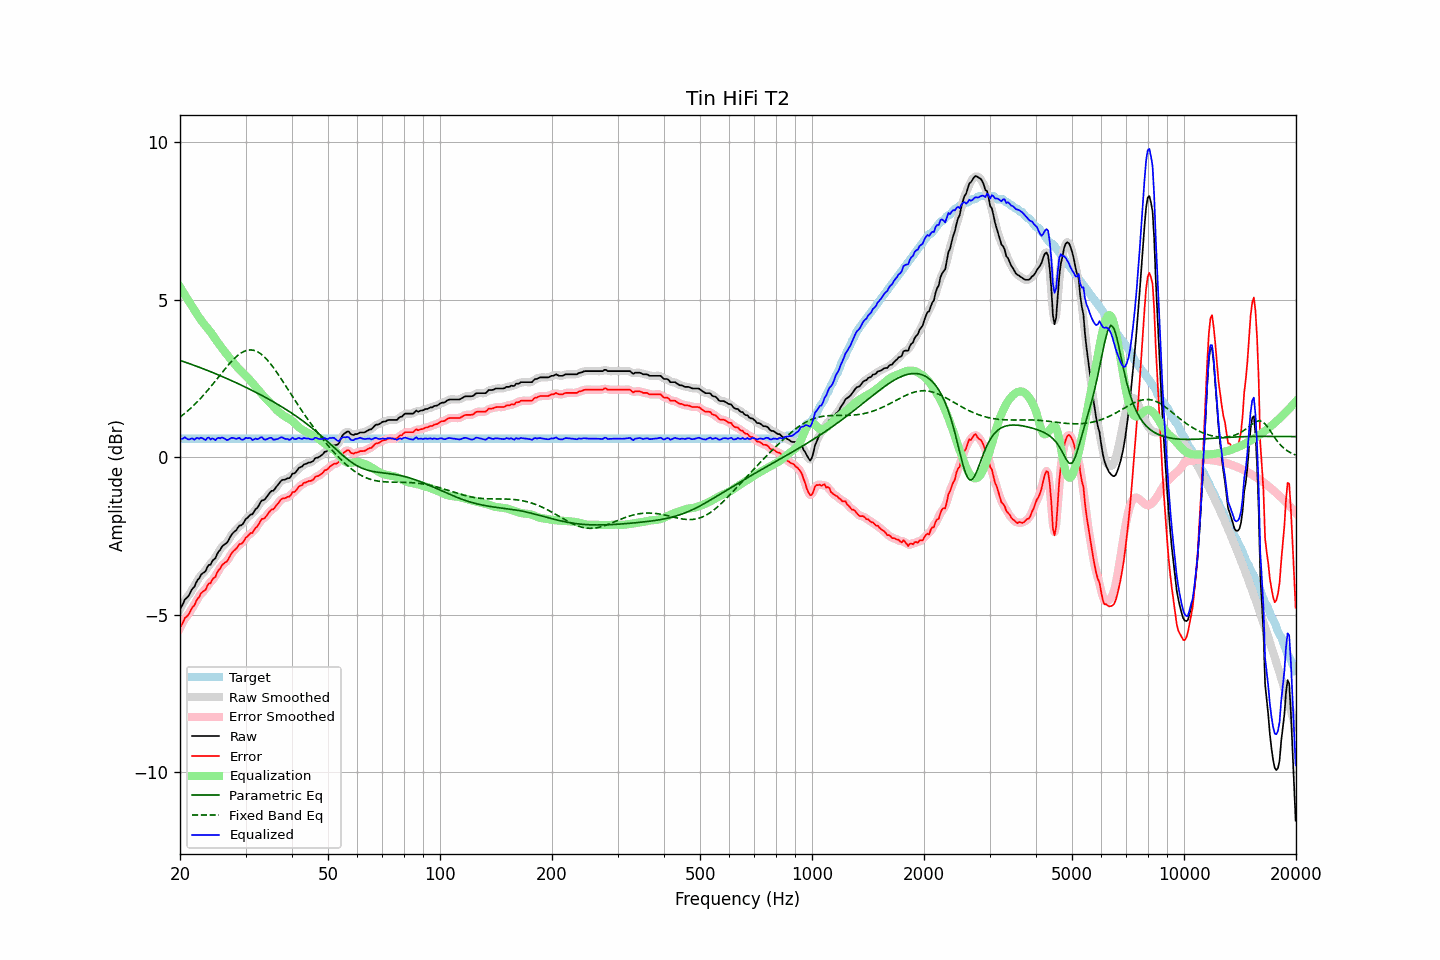 Tin HiFi T2
Amplitude (dBr)
10
5
0
−5
−10
Target
Raw Smoothed
Error Smoothed
Raw
Error
Equalization
Parametric Eq
Fixed Band Eq
Equalized
20 50 100 200 500 1000 2000 5000 10000 20000
Frequency (Hz)